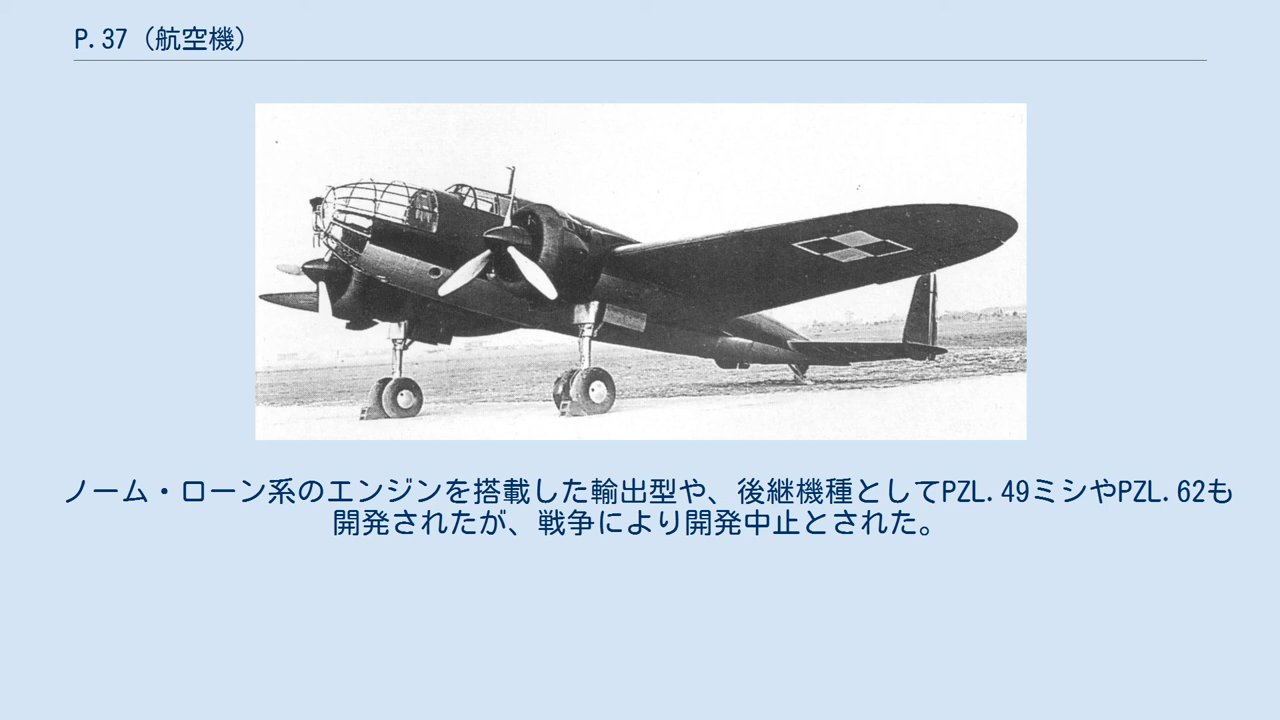 P.37（航空機）
ノーム・ローン系のエンジンを搭載した輸出型や、後継機種としてPZL.49ミシやPZL.62も
開発されたが、戦争により開発中止とされた。